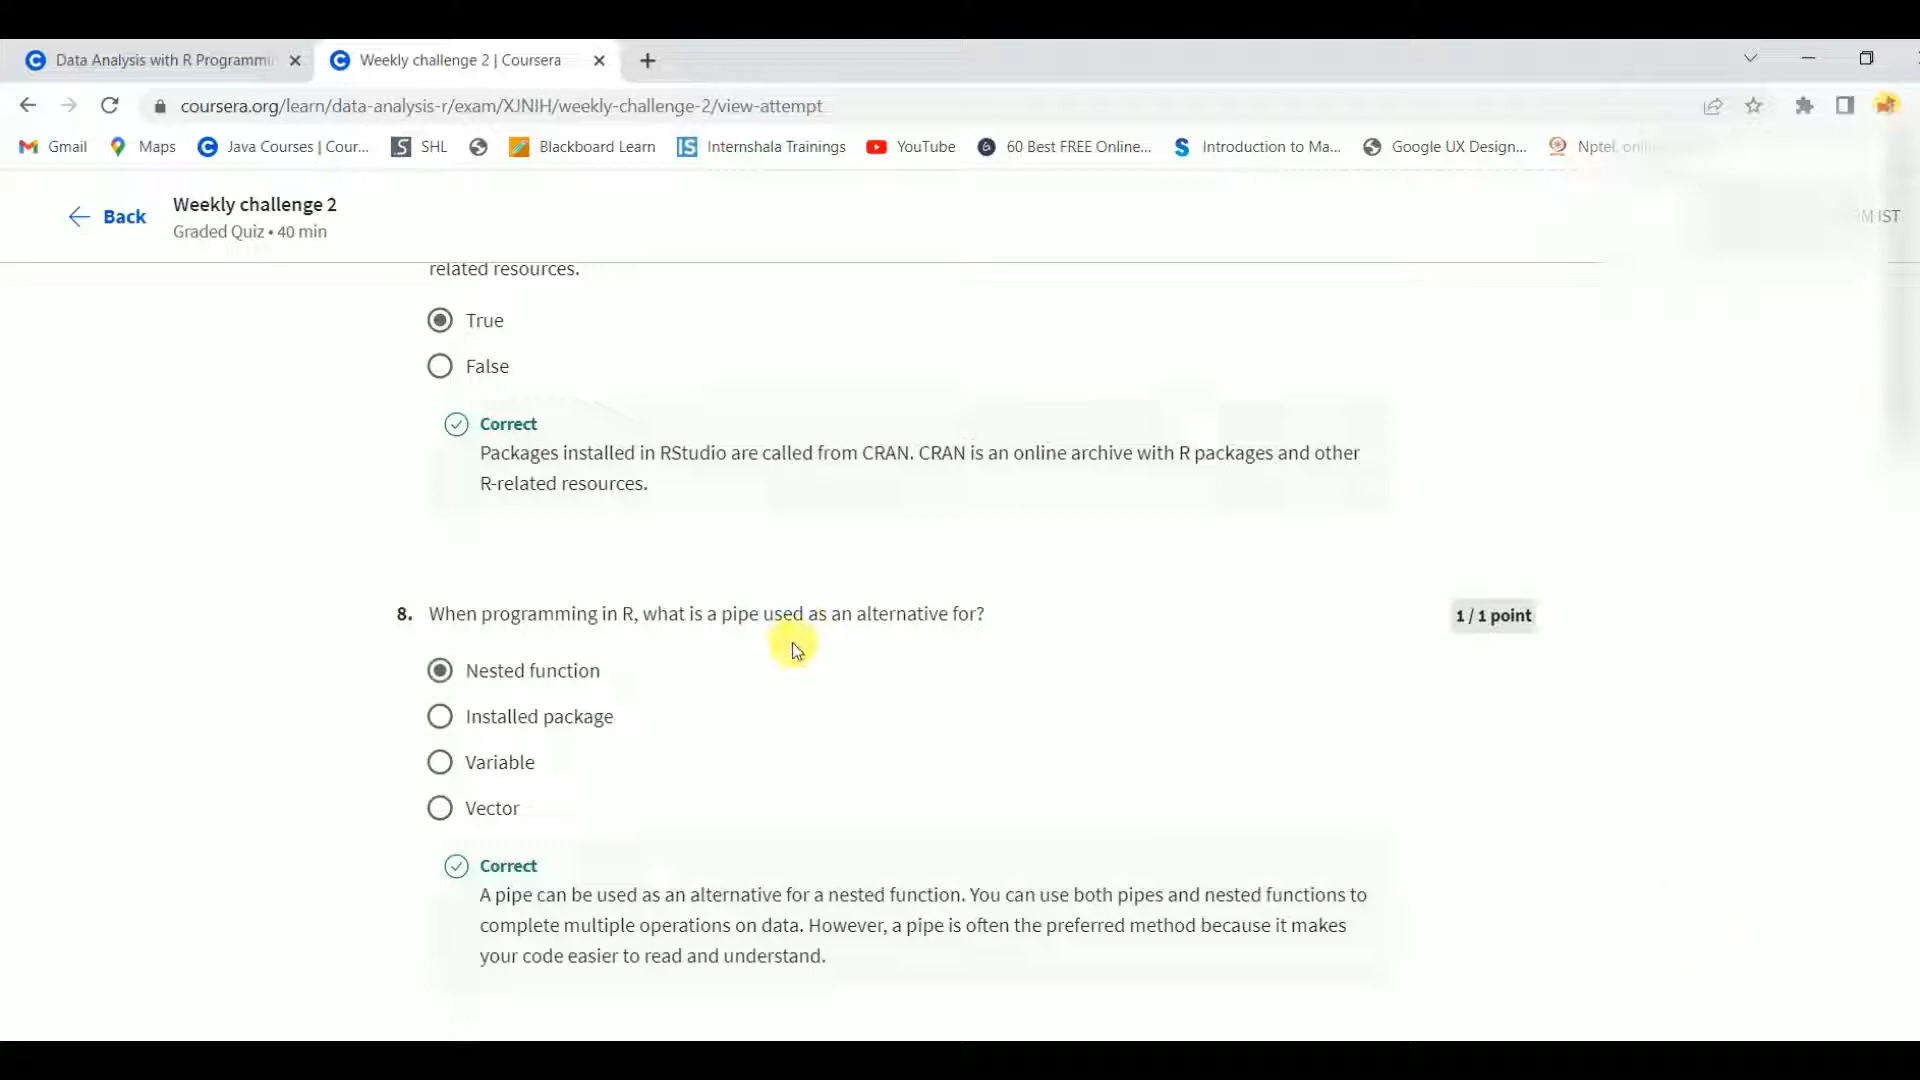 Data Analysis with R Programmi
Weekly challenge 2 | Coursera
coursera.org/learn/data-analysis-r/exam/XJNIH/weekly-challenge-2/view-attempt
Gmail Maps Java Courses | Cour... SHL Blackboard Learn Internshala Trainings YouTube 60 Best FREE Online... Introduction to Ma... Google UX Design... Nptel, onli
Back
Weekly challenge 2
Graded Quiz • 40 min
M IST
related resources.
True
False
Correct
Packages installed in RStudio are called from CRAN. CRAN is an online archive with R packages and other
R-related resources.
8. When programming in R, what is a pipe used as an alternative for?
1 / 1 point
Nested function
Installed package
Variable
Vector
Correct
A pipe can be used as an alternative for a nested function. You can use both pipes and nested functions to
complete multiple operations on data. However, a pipe is often the preferred method because it makes
your code easier to read and understand.